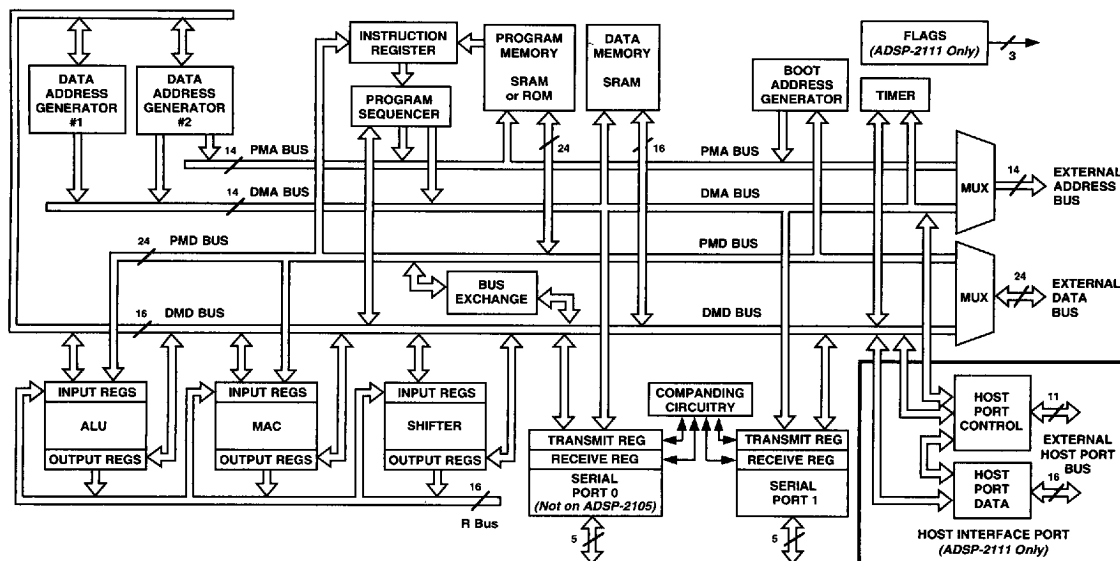 INSTRUCTION
REGISTER
PROGRAM
MEMORY
SRAM
or ROM
DATA
MEMORY
SRAM
FLAGS
(ADSP-2111 Only)
3
DATA
ADDRESS
GENERATOR
#1
DATA
ADDRESS
GENERATOR
#2
PROGRAM
SEQUENCER
BOOT
ADDRESS
GENERATOR
TIMER
24
16
14
PMA BUS
PMA BUS
14
DMA BUS
DMA BUS
MUX
14
EXTERNAL
ADDRESS
BUS
24
PMD BUS
PMD BUS
BUS
EXCHANGE
MUX
24
EXTERNAL
DATA
BUS
16
DMD BUS
DMD BUS
INPUT REGS
ALU
OUTPUT REGS
INPUT REGS
MAC
OUTPUT REGS
INPUT REGS
SHIFTER
OUTPUT REGS
16
R Bus
COMPANDING
CIRCUITRY
TRANSMIT REG
RECEIVE REG
SERIAL
PORT 0
(Not on ADSP-2105)
5
TRANSMIT REG
RECEIVE REG
SERIAL
PORT 1
5
HOST
PORT
CONTROL
11
EXTERNAL
HOST PORT
BUS
HOST
PORT
DATA
16
HOST INTERFACE PORT
(ADSP-2111 Only)